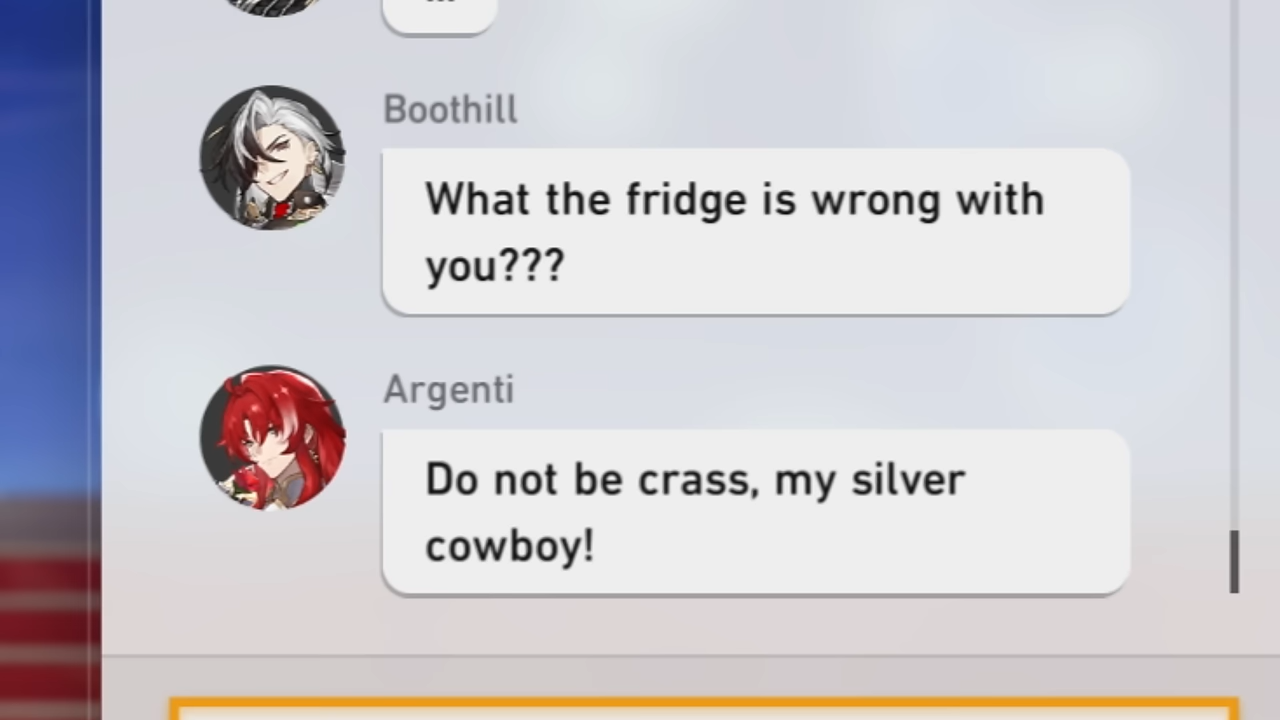 ...
Boothill
What the fridge is wrong with
you???
Argenti
Do not be crass, my silver
cowboy!